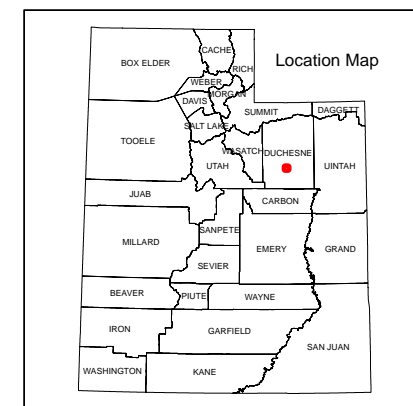 Location Map
BOX ELDER
CACHE
RICH
WEBER
MORGAN
DAVIS
SUMMIT
DAGGETT
SALT LAKE
TOOELE
WASATCH
DUCHESNE
UTAH
UINTAH
JUAB
CARBON
SANPETE
MILLARD
EMERY
GRAND
SEVIER
BEAVER
PIUTE
WAYNE
IRON
GARFIELD
SAN JUAN
WASHINGTON
KANE